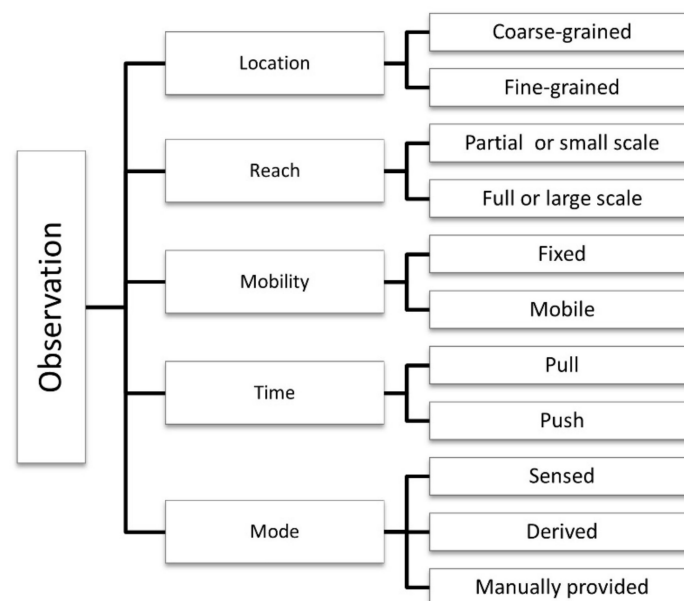 Observation
Location
Coarse-grained
Fine-grained
Reach
Partial or small scale
Full or large scale
Mobility
Fixed
Mobile
Time
Pull
Push
Mode
Sensed
Derived
Manually provided